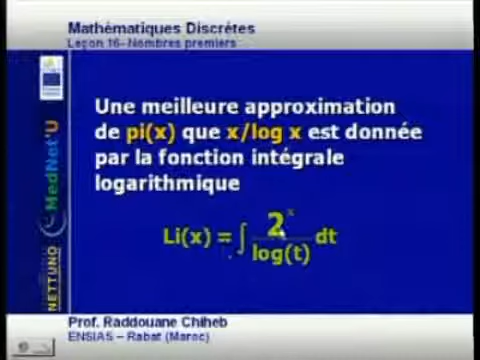 Mathématiques Discrétes
Leçon 16- Nombres premiers
Une meilleure approximation
de pi(x) que x/log x est donnée
par la fonction intégrale
logarithmique
Li(x) = ∫ 2^x / log(t) dt
NETTUNO MedNet'U
Prof. Raddouane Chiheb
ENSIAS – Rabat (Maroc)